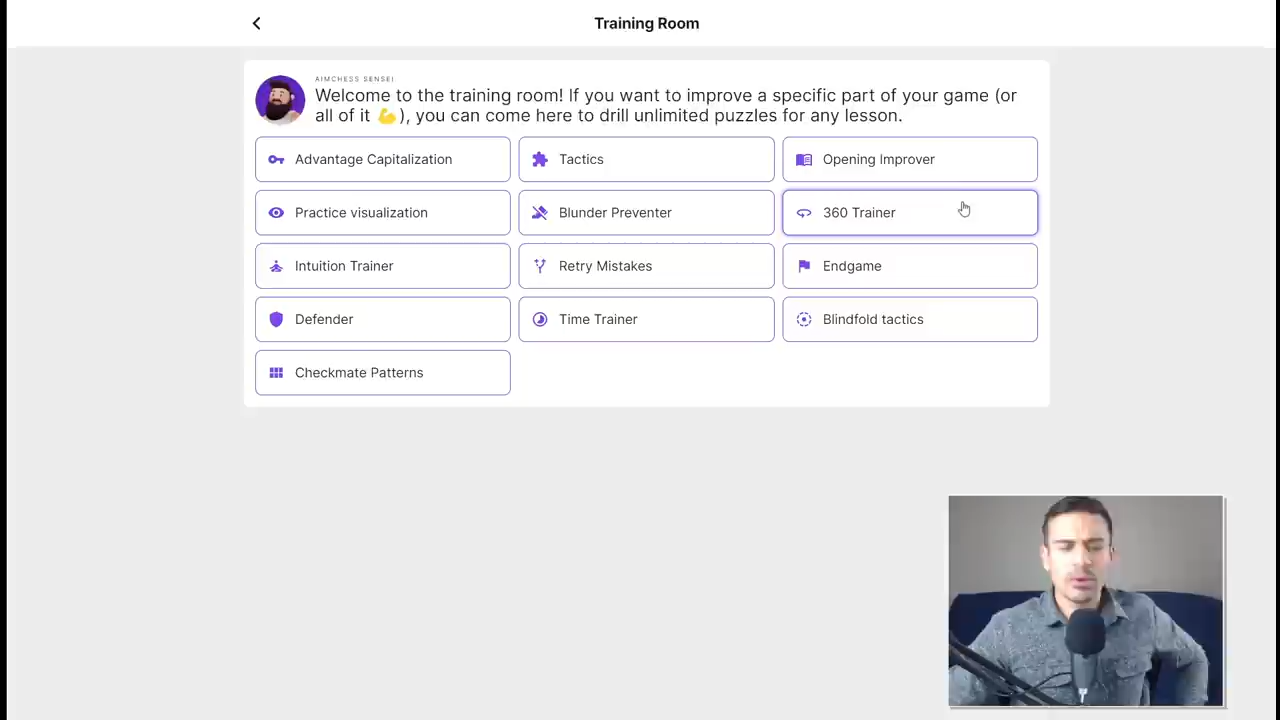 Training Room
AIMCHESS SENSEI
Welcome to the training room! If you want to improve a specific part of your game (or
all of it 💪), you can come here to drill unlimited puzzles for any lesson.
Advantage Capitalization
Tactics
Opening Improver
Practice visualization
Blunder Preventer
360 Trainer
Intuition Trainer
Retry Mistakes
Endgame
Defender
Time Trainer
Blindfold tactics
Checkmate Patterns